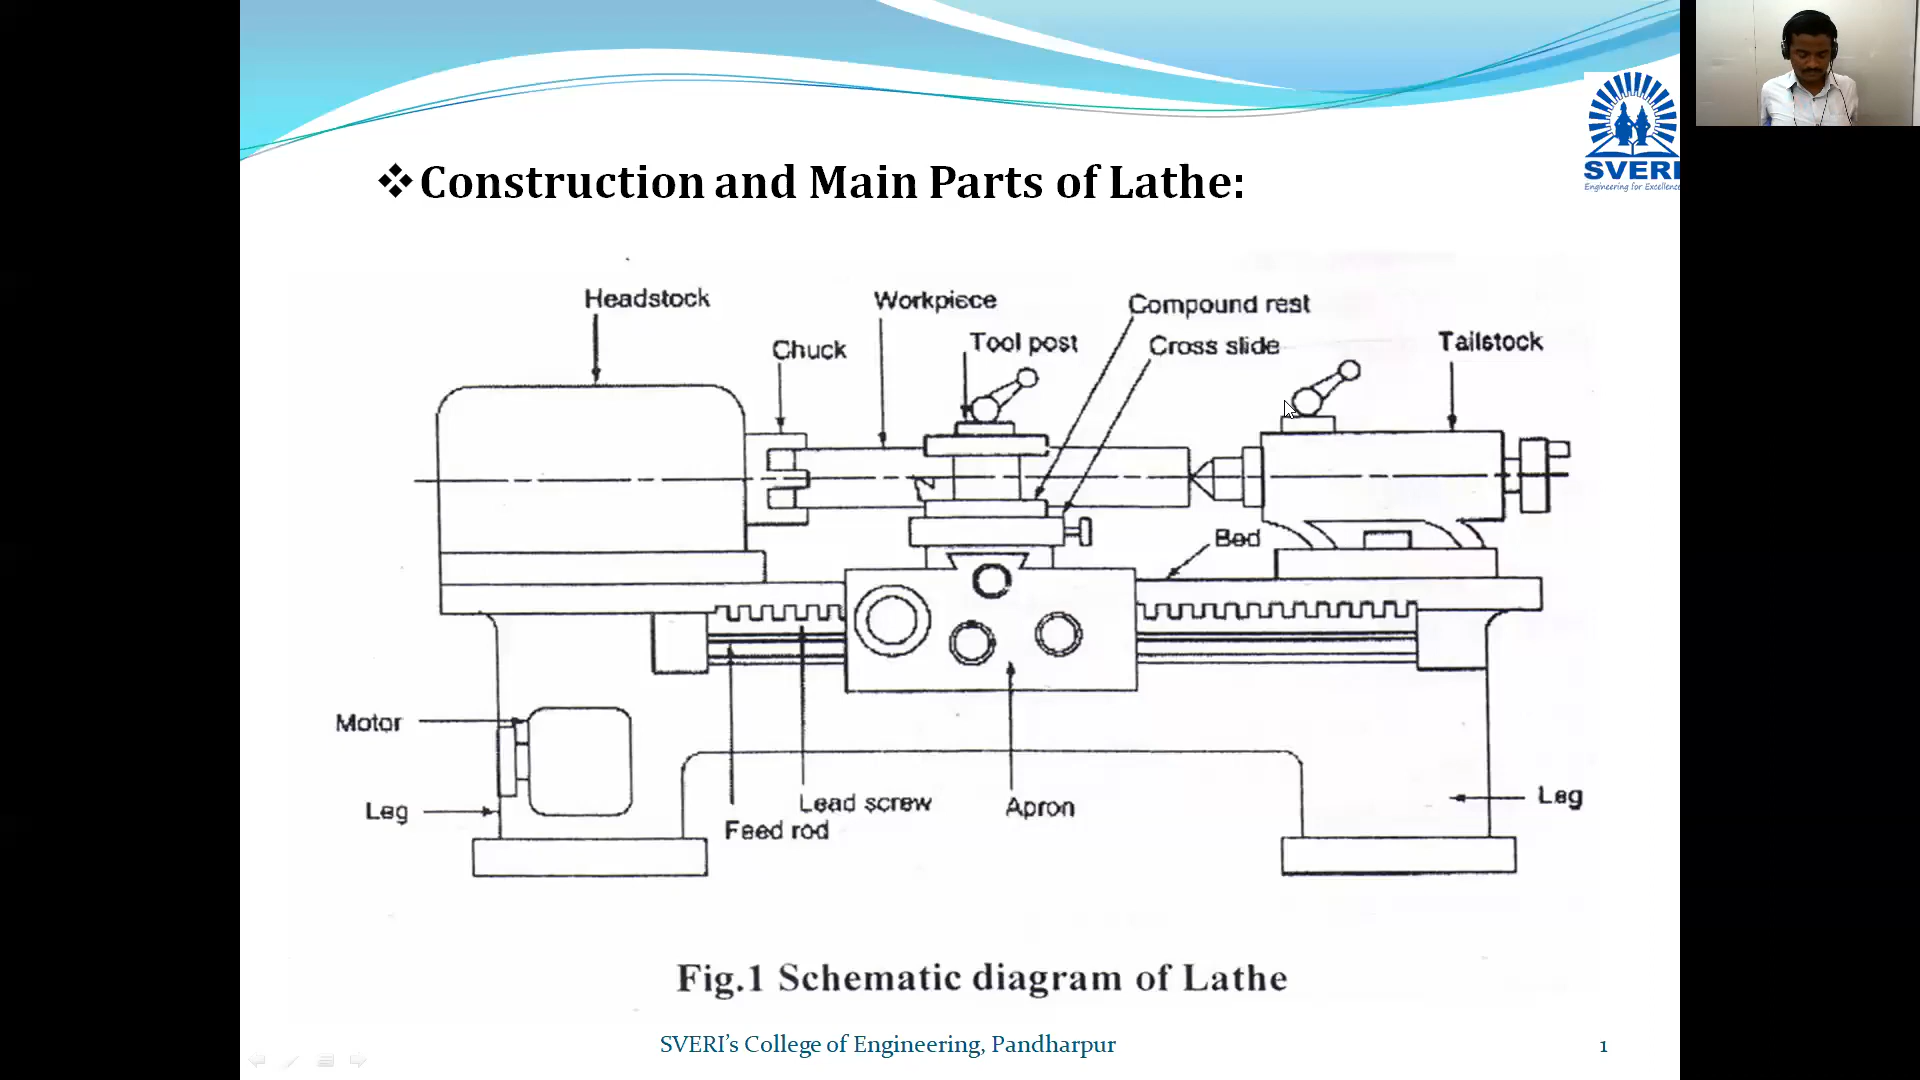 SVERI
Engineering for Excellence
❖Construction and Main Parts of Lathe:
Headstock
Workpiece
Compound rest
Chuck
Tool post
Cross slide
Tailstock
Bed
Motor
Leg
Lead screw
Apron
Leg
Feed rod
Fig.1 Schematic diagram of Lathe
SVERI’s College of Engineering, Pandharpur
1